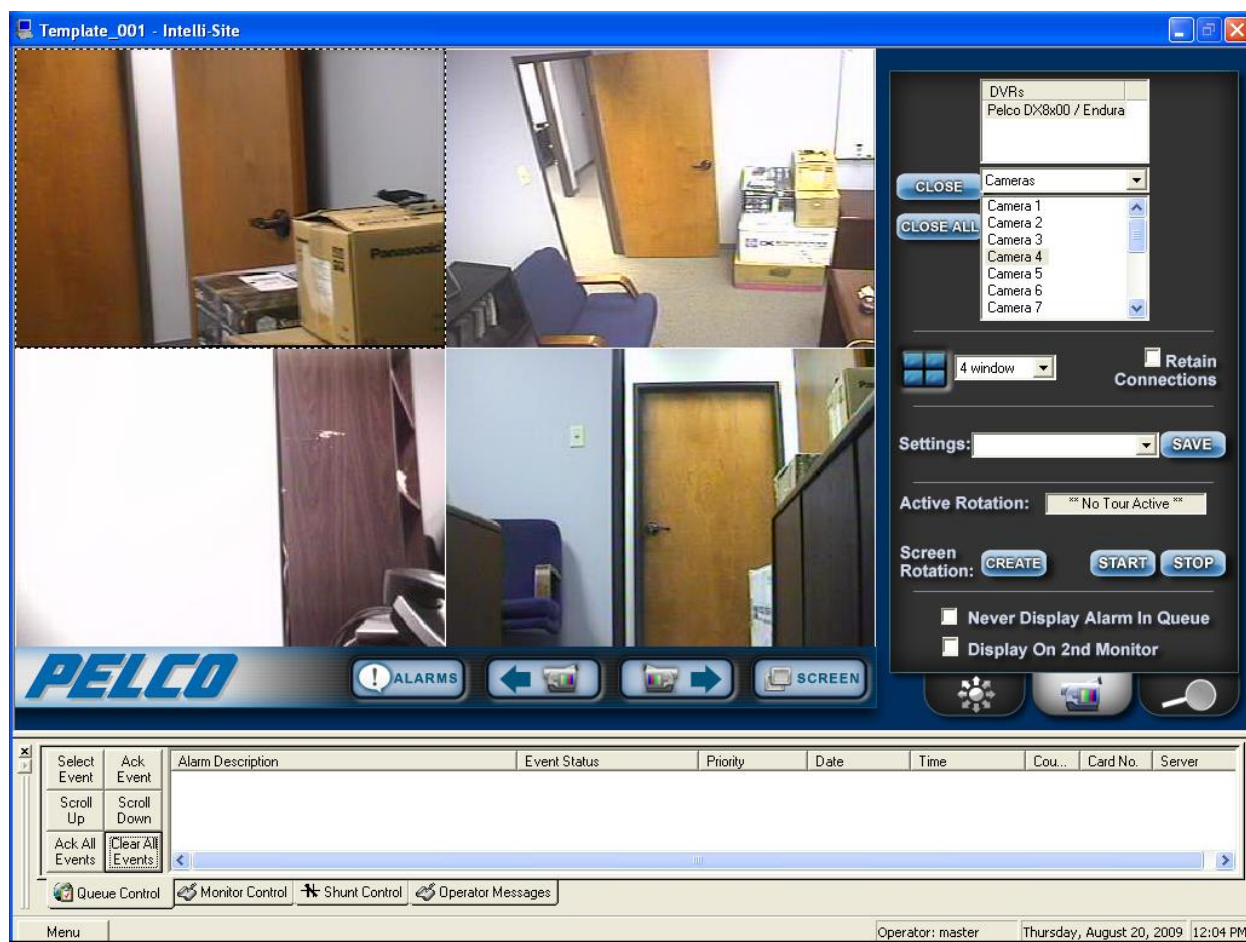 Template_001 - Intelli-Site
Panasonic
DVRs
Pelco DX8x00 / Endura
CLOSE
Cameras
CLOSE ALL
Camera 1
Camera 2
Camera 3
Camera 4
Camera 5
Camera 6
Camera 7
4 window
Retain
Connections
Settings:
SAVE
Active Rotation:
** No Tour Active **
Screen
Rotation:
CREATE
START
STOP
Never Display Alarm In Queue
Display On 2nd Monitor
PELCO
ALARMS
SCREEN
Select
Event
Ack
Event
Alarm Description
Event Status
Priority
Date
Time
Cou...
Card No.
Server
Scroll
Up
Scroll
Down
Ack All
Events
Clear All
Events
Queue Control
Monitor Control
Shunt Control
Operator Messages
Menu
Operator: master
Thursday, August 20, 2009
12:04 PM